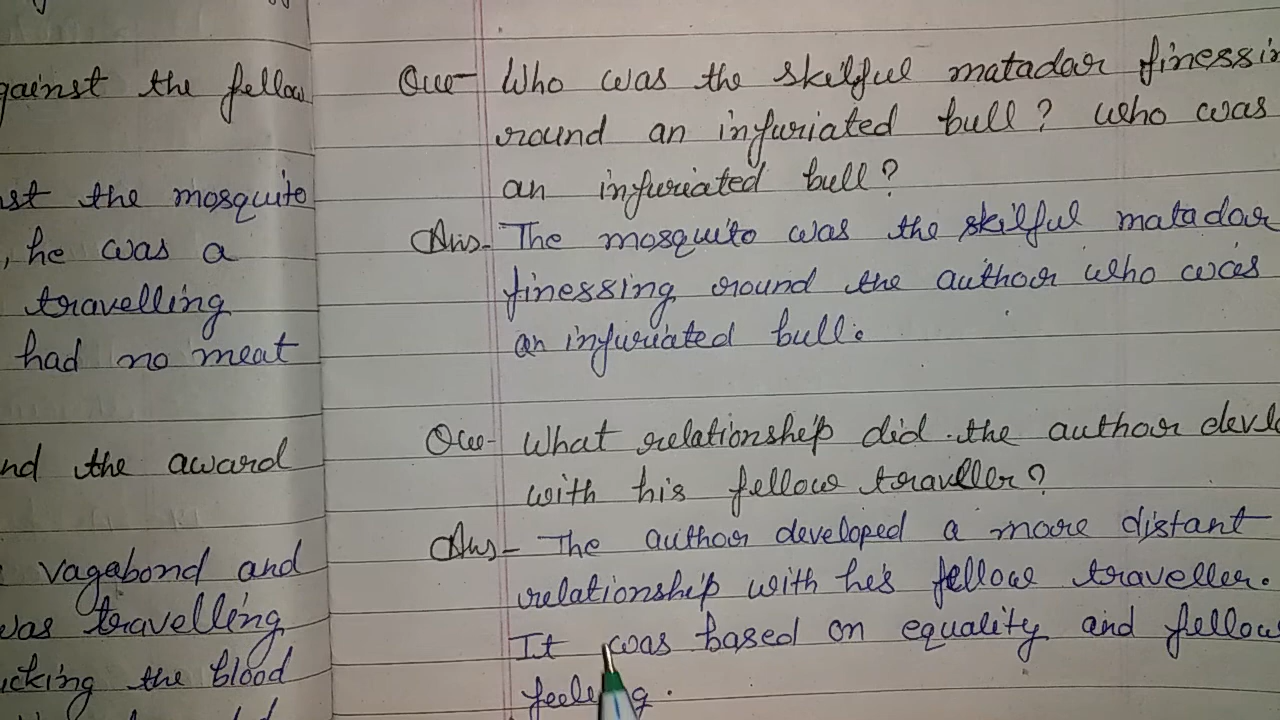 gainst the fellow
st the mosquito
, he was a
travelling
had no meat
nd the award
vagabond and
was travelling
ucking the blood
Que- Who was the skilful matadar finessin
round an infuriated bull? Who was
an infuriated bull?
Ans- The mosquito was the skilful matadar
finessing round the author who was
an infuriated bull.
Que- What relationship did the author devel
with his fellow traveller?
Ans- The author developed a more distant
relationship with his fellow traveller.
It was based on equality and fellow
feeling.